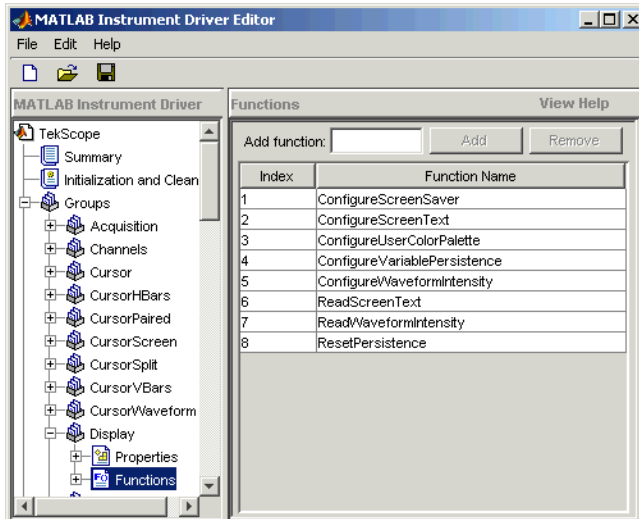 MATLAB Instrument Driver Editor
File Edit Help
MATLAB Instrument Driver
TekScope
Summary
Initialization and Clean
Groups
Acquisition
Channels
Cursor
CursorHBars
CursorPaired
CursorScreen
CursorSplit
CursorVBars
CursorWaveform
Display
Properties
Functions
Functions View Help
Add function: Add Remove
Index Function Name
1 ConfigureScreenSaver
2 ConfigureScreenText
3 ConfigureUserColorPalette
4 ConfigureVariablePersistence
5 ConfigureWaveformIntensity
6 ReadScreenText
7 ReadWaveformIntensity
8 ResetPersistence